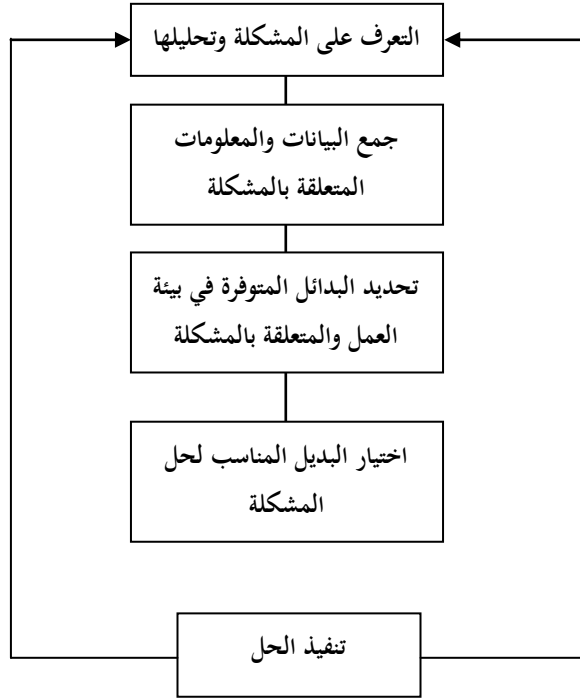 التعرف على المشكلة وتحليلها
جمع البيانات والمعلومات
المتعلقة بالمشكلة
تحديد البدائل المتوفرة في بيئة
العمل والمتعلقة بالمشكلة
اختيار البديل المناسب لحل
المشكلة
تنفيذ الحل